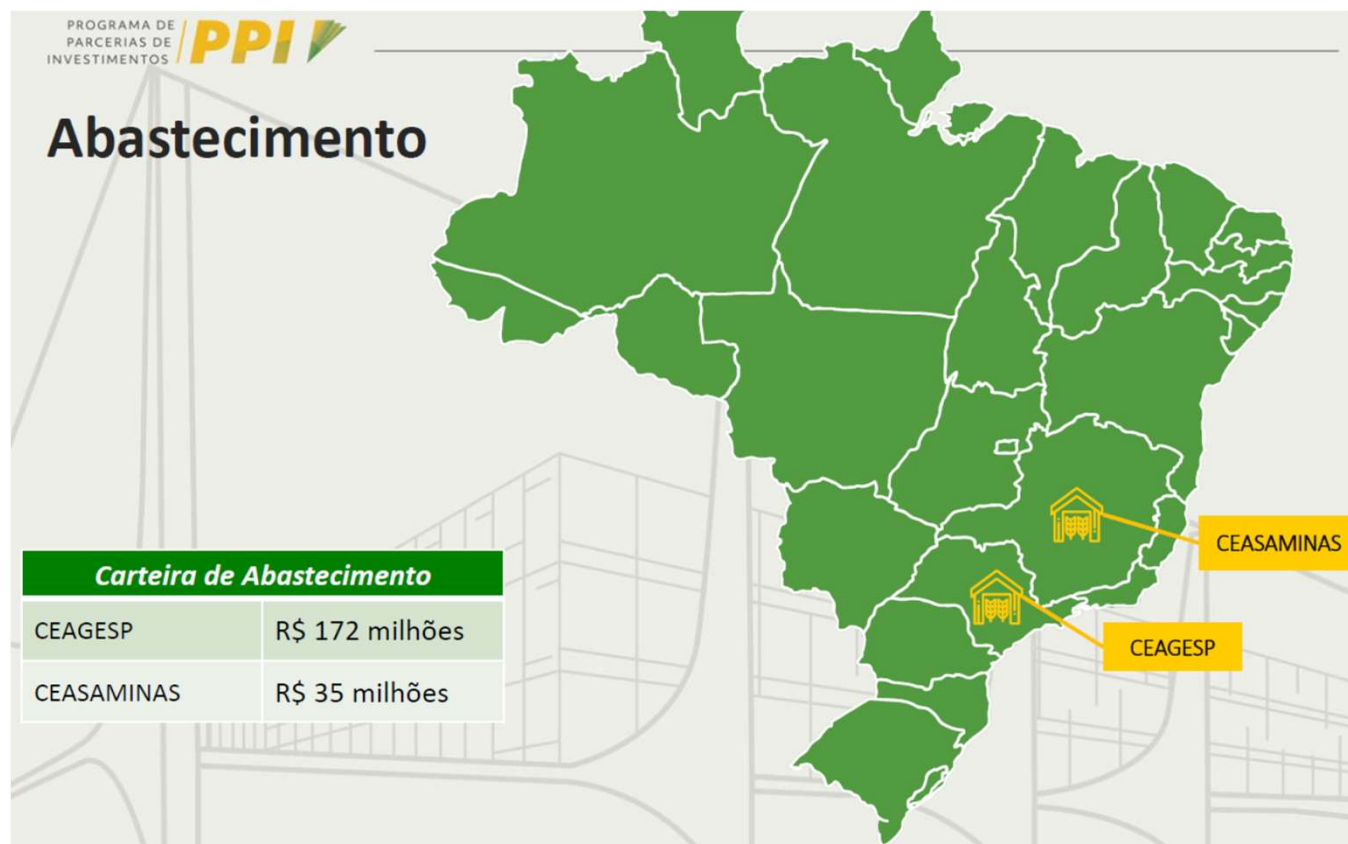 PROGRAMA DE
PARCERIAS DE
INVESTIMENTOS
PPI
Abastecimento
Carteira de Abastecimento
CEAGESP R$ 172 milhões
CEASAMINAS R$ 35 milhões
CEASAMINAS
CEAGESP